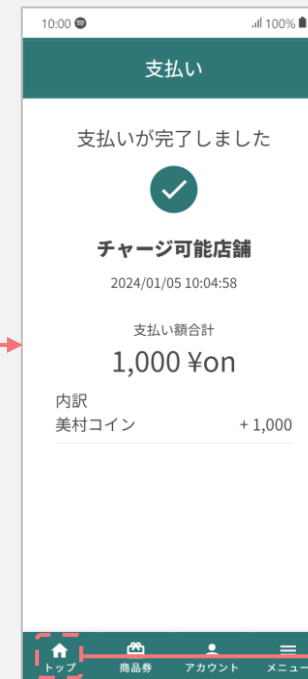 10:00 100%
支払い
支払いが完了しました
チャージ可能店舗
2024/01/05 10:04:58
支払い額合計
1,000 ¥on
内訳
美村コイン + 1,000
トップ 商品券 アカウント メニュー